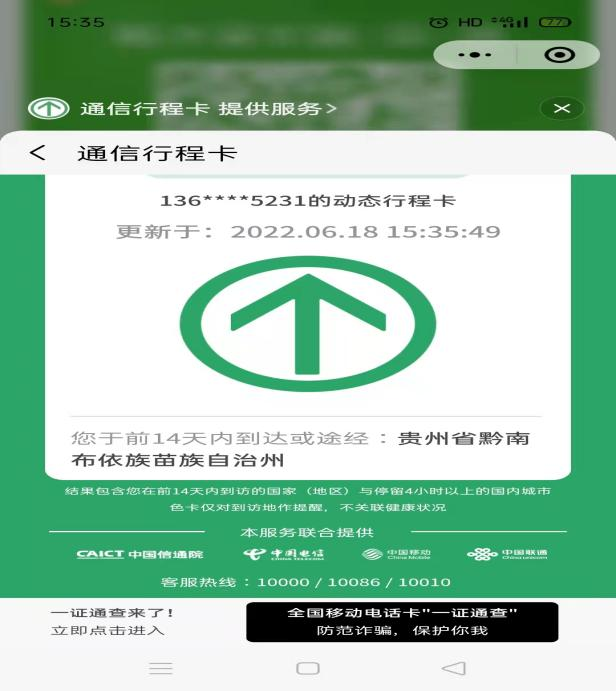 15:35
HD 4G 77
通信行程卡 提供服务>
通信行程卡
136****5231的动态行程卡
更新于：2022.06.18 15:35:49
您于前14天内到达或途经：贵州省黔南
布依族苗族自治州
结果包含您在前14天内到访的国家（地区）与停留4小时以上的国内城市
色卡仅对到访地作提醒，不关联健康状况
本服务联合提供
CAICT 中国信通院 中国电信 CHINA TELECOM 中国移动 China Mobile 中国联通 China unicom
客服热线：10000 / 10086 / 10010
一证通查来了！
立即点击进入
全国移动电话卡"一证通查"
防范诈骗，保护你我